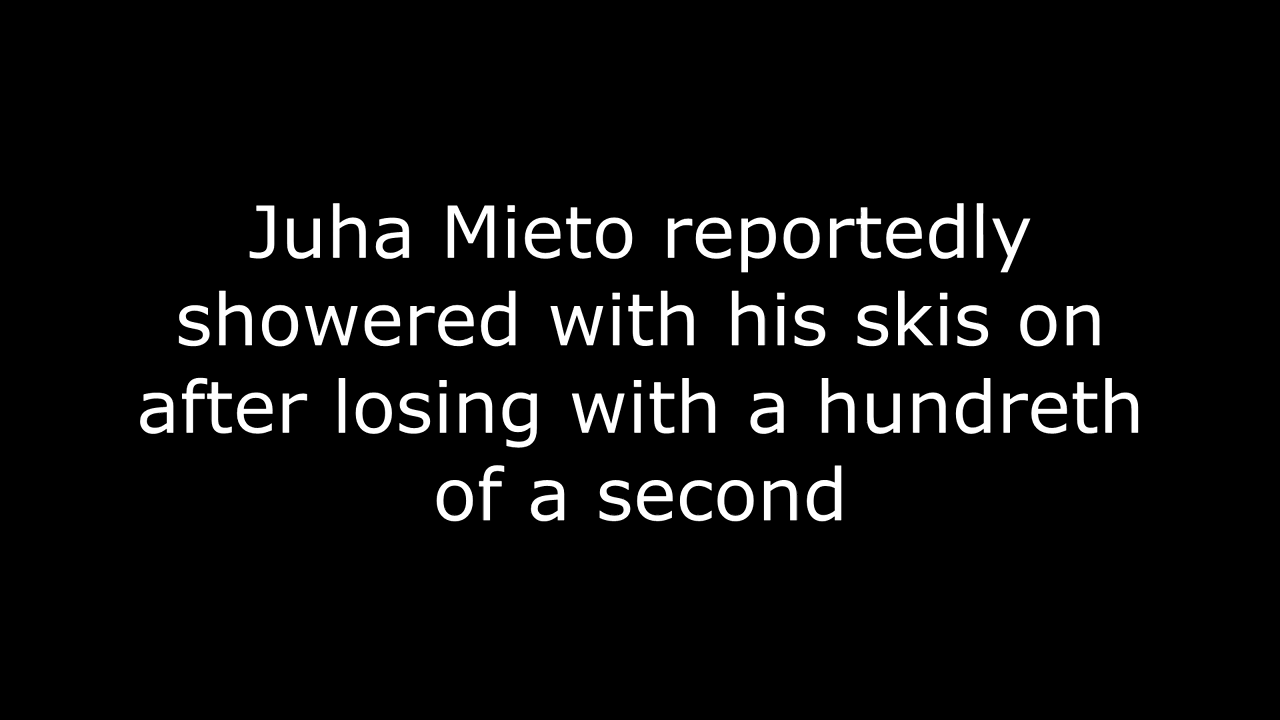 Juha Mieto reportedly
showered with his skis on
after losing with a hundreth
of a second